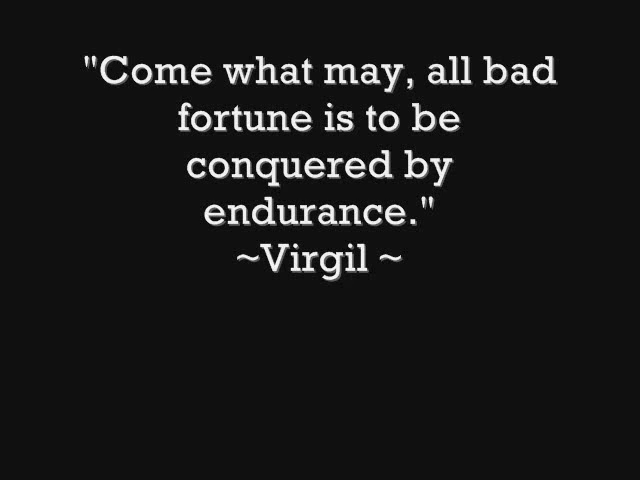 "Come what may, all bad
fortune is to be
conquered by
endurance."
~Virgil ~